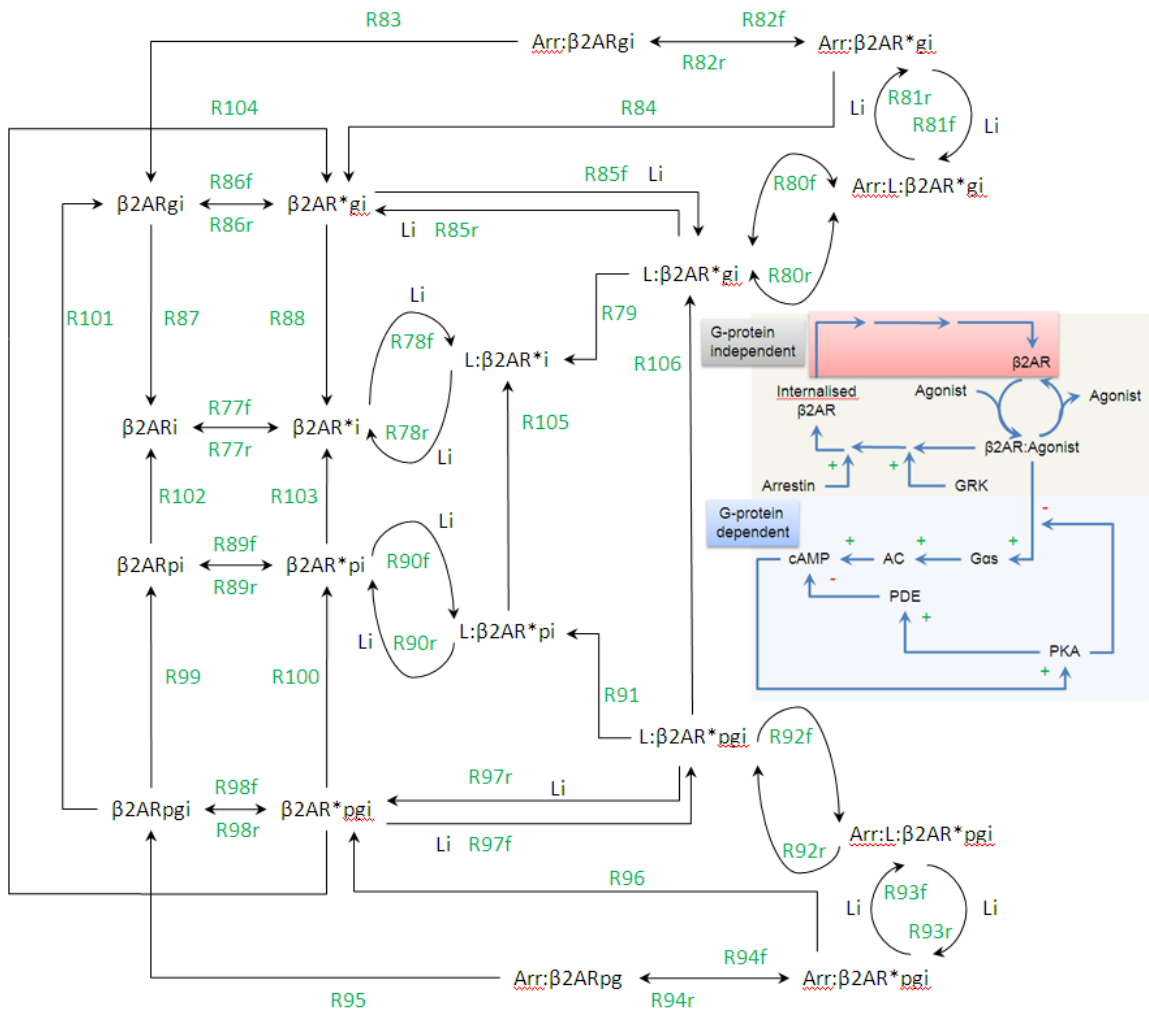 R83
R82f
Arr:β2ARgi
Arr:β2AR*gi
R82r
R81r
R104
R84
Li
R81f
Li
R85f
Li
R80f
Arr:L:β2AR*gi
R86f
β2ARgi
β2AR*gi
R86r
Li
R85r
L:β2AR*gi
R80r
Li
R79
R101
R87
R88
R78f
L:β2AR*i
R106
G-protein
independent
β2AR
Internalised
β2AR
Agonist
Agonist
R77f
β2ARi
β2AR*i
R78r
R105
R77r
Li
β2AR:Agonist
+
+
Arrestin
GRK
R102
R103
Li
G-protein
dependent
-
R89f
R90f
β2ARpi
β2AR*pi
R89r
+
+
+
cAMP
AC
Gαs
-
PDE
+
Li
R90r
L:β2AR*pi
PKA
+
R99
R100
R91
L:β2AR*pgi
R92f
R97r
Li
R98f
β2ARpgi
β2AR*pgi
R98r
Li
R97f
R92r
Arr:L:β2AR*pgi
R96
R93f
Li
Li
R93r
R94f
Arr:β2ARpg
Arr:β2AR*pgi
R95
R94r